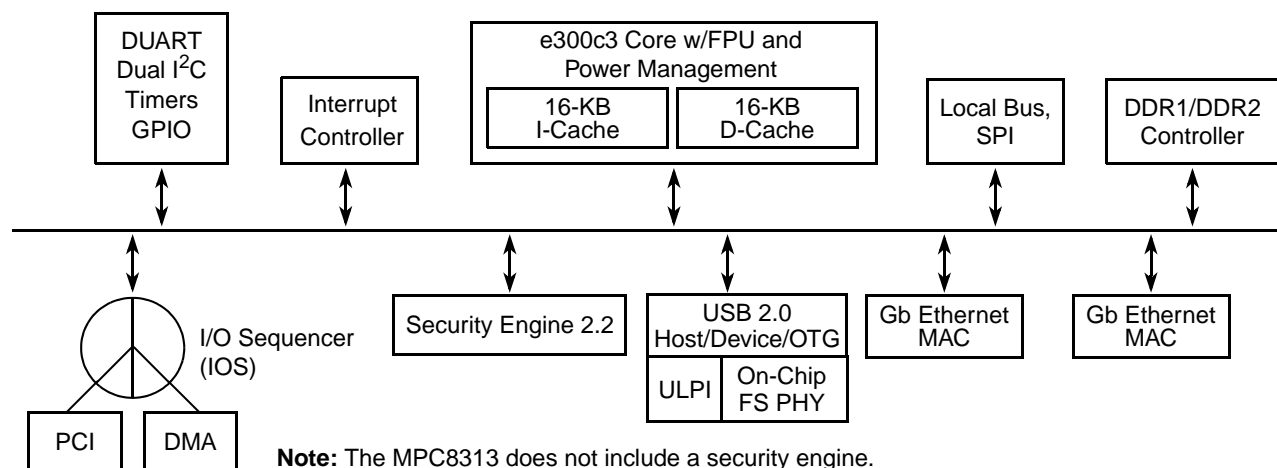 DUART
Dual I²C
Timers
GPIO
Interrupt
Controller
e300c3 Core w/FPU and
Power Management
16-KB
I-Cache
16-KB
D-Cache
Local Bus,
SPI
DDR1/DDR2
Controller
I/O Sequencer
(IOS)
PCI
DMA
Security Engine 2.2
USB 2.0
Host/Device/OTG
ULPI
On-Chip
FS PHY
Gb Ethernet
MAC
Gb Ethernet
MAC
Note: The MPC8313 does not include a security engine.